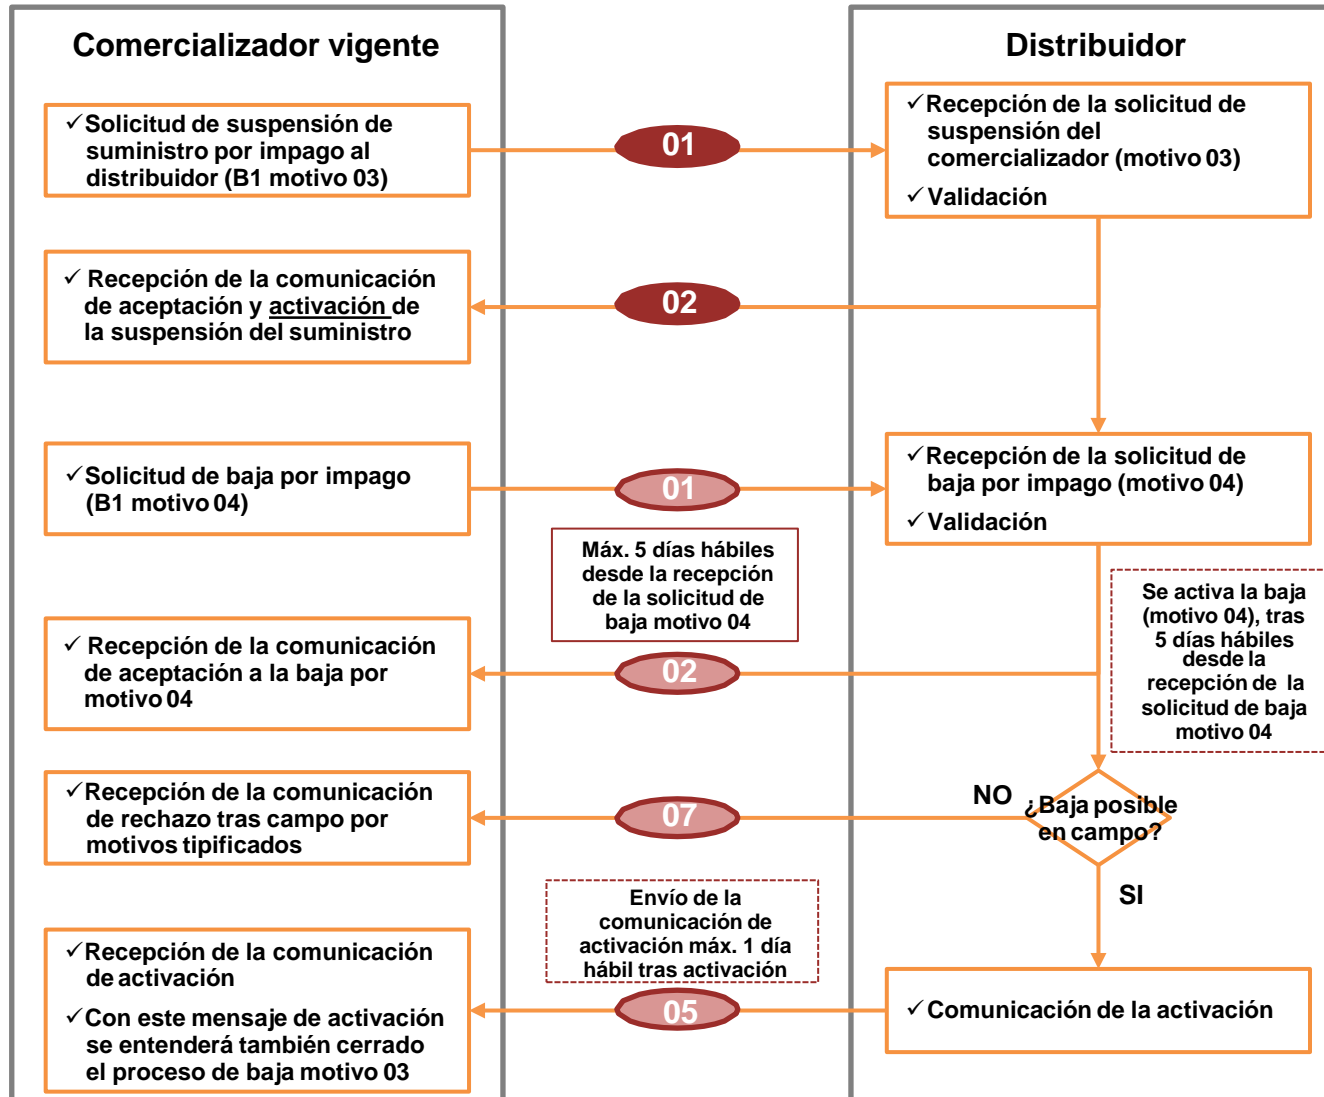 Comercializador vigente
Distribuidor
✓Solicitud de suspensión de
suministro por impago al
distribuidor (B1 motivo 03)
01
✓Recepción de la solicitud de
suspensión del
comercializador (motivo 03)
✓Validación
✓ Recepción de la comunicación
de aceptación y activación de
la suspensión del suministro
02
✓Solicitud de baja por impago
(B1 motivo 04)
01
✓Recepción de la solicitud de
baja por impago (motivo 04)
✓Validación
Máx. 5 días hábiles
desde la recepción
de la solicitud de
baja motivo 04
Se activa la baja
(motivo 04), tras
5 días hábiles
desde la
recepción de la
solicitud de baja
motivo 04
✓ Recepción de la comunicación
de aceptación a la baja por
motivo 04
02
✓Recepción de la comunicación
de rechazo tras campo por
motivos tipificados
07
NO
¿Baja posible
en campo?
SI
Envío de la
comunicación de
activación máx. 1 día
hábil tras activación
✓Recepción de la comunicación
de activación
✓Con este mensaje de activación
se entenderá también cerrado
el proceso de baja motivo 03
05
✓Comunicación de la activación